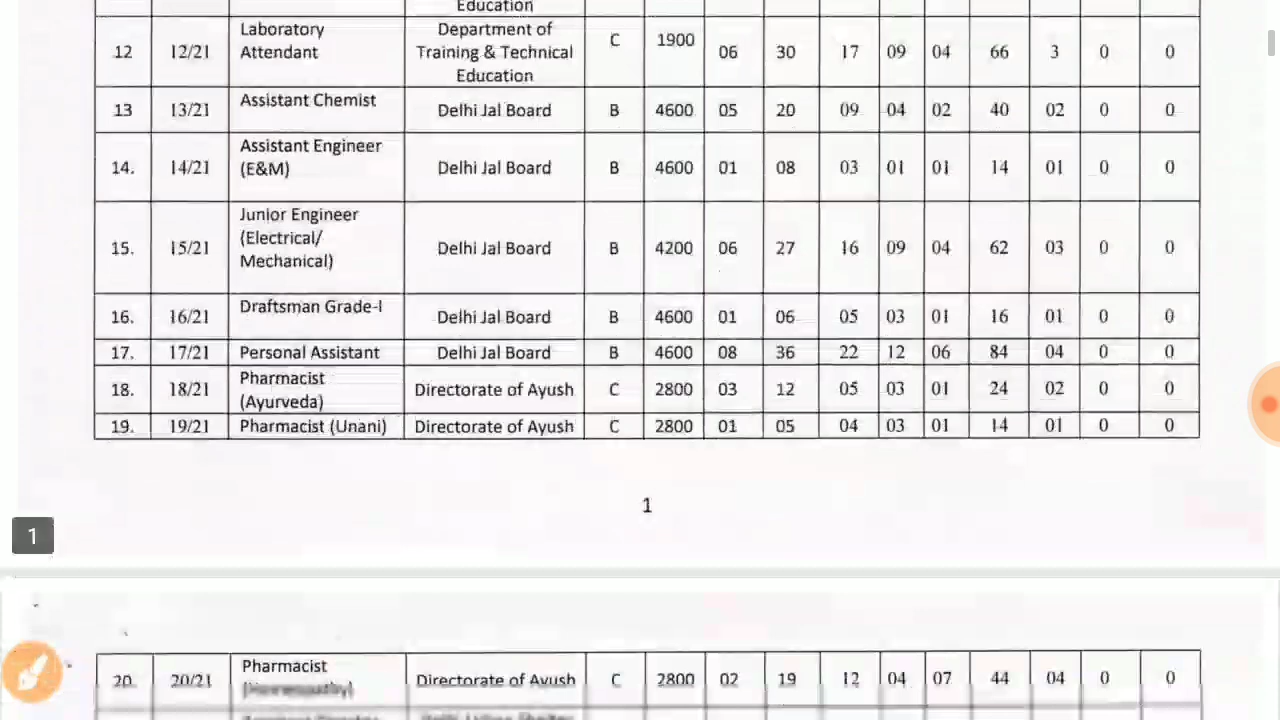 Education
12 12/21 Laboratory Attendant Department of Training & Technical Education C 1900 06 30 17 09 04 66 3 0 0
13 13/21 Assistant Chemist Delhi Jal Board B 4600 05 20 09 04 02 40 02 0 0
14. 14/21 Assistant Engineer (E&M) Delhi Jal Board B 4600 01 08 03 01 01 14 01 0 0
15. 15/21 Junior Engineer (Electrical/ Mechanical) Delhi Jal Board B 4200 06 27 16 09 04 62 03 0 0
16. 16/21 Draftsman Grade-I Delhi Jal Board B 4600 01 06 05 03 01 16 01 0 0
17. 17/21 Personal Assistant Delhi Jal Board B 4600 08 36 22 12 06 84 04 0 0
18. 18/21 Pharmacist (Ayurveda) Directorate of Ayush C 2800 03 12 05 03 01 24 02 0 0
19. 19/21 Pharmacist (Unani) Directorate of Ayush C 2800 01 05 04 03 01 14 01 0 0
1
1
20. 20/21 Pharmacist Directorate of Ayush C 2800 02 19 12 04 07 44 04 0 0